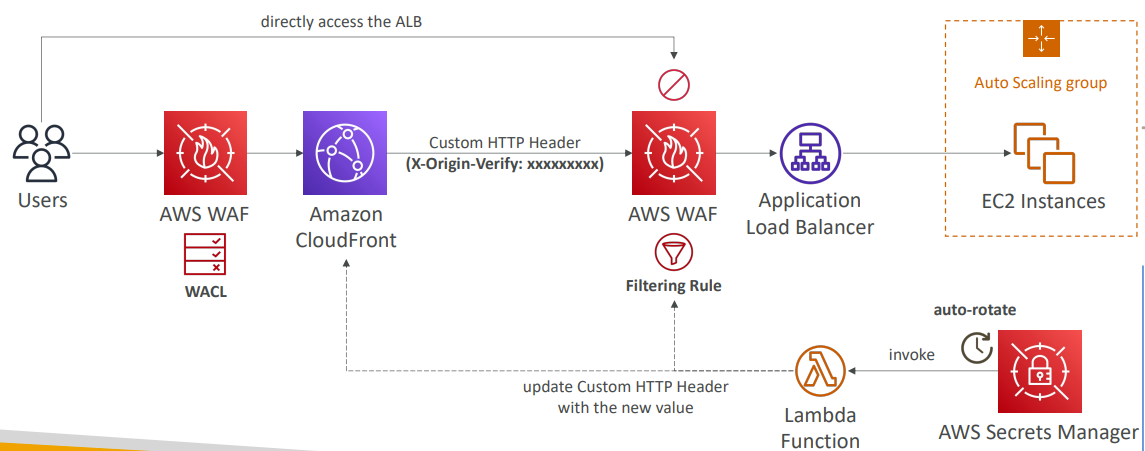 directly access the ALB
Auto Scaling group
Custom HTTP Header
(X-Origin-Verify: xxxxxxxxx)
Users
AWS WAF
Amazon
CloudFront
AWS WAF
Application
Load Balancer
EC2 Instances
WACL
Filtering Rule
auto-rotate
invoke
update Custom HTTP Header
with the new value
Lambda
Function
AWS Secrets Manager